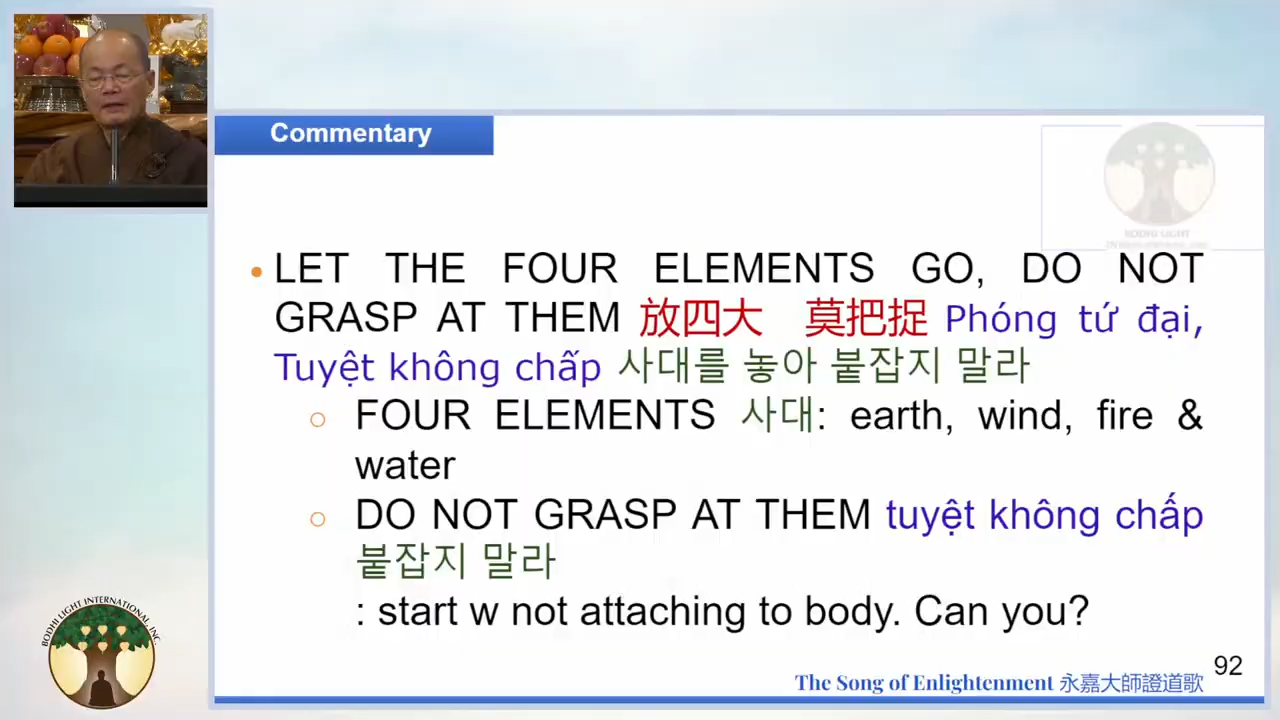 Commentary
BODHI LIGHT
INTERNATIONAL, INC.
• LET THE FOUR ELEMENTS GO, DO NOT
GRASP AT THEM 放四大 莫把捉 Phóng tứ đại,
Tuyệt không chấp 사대를 놓아 붙잡지 말라
○ FOUR ELEMENTS 사대: earth, wind, fire &
water
○ DO NOT GRASP AT THEM tuyệt không chấp
붙잡지 말라
: start w not attaching to body. Can you?
BODHI LIGHT INTERNATIONAL, INC.
92
The Song of Enlightenment 永嘉大師證道歌